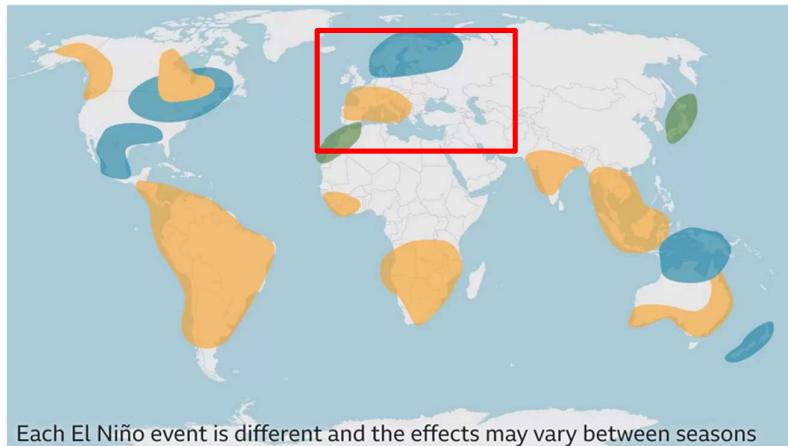 Each El Niño event is different and the effects may vary between seasons